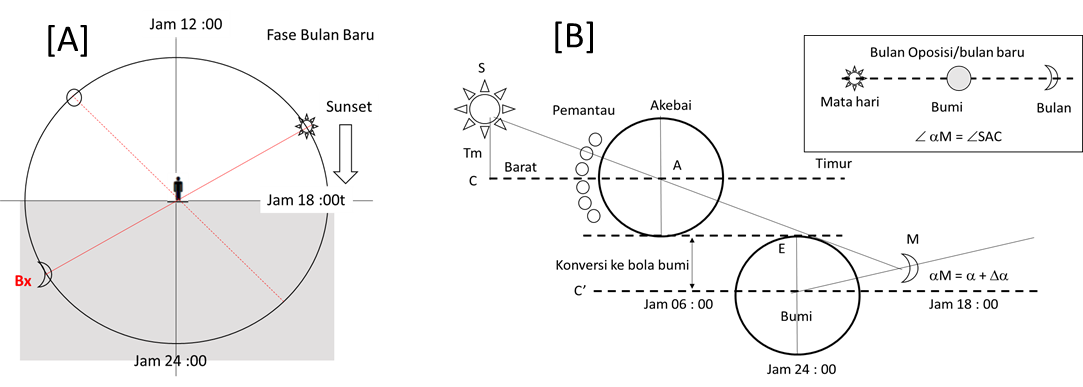 [A]
Jam 12 :00
Fase Bulan Baru
Sunset
Jam 18 :00t
Bx
Jam 24 :00
[B]
S
Pemantau
Akebai
Tm
Barat
A
Timur
C
E
M
Konversi ke bola bumi
αM = α + Δα
C’
Jam 06 : 00
Jam 18 : 00
Bumi
Jam 24 : 00
Bulan Oposisi/bulan baru
Mata hari
Bumi
Bulan
∠ αM = ∠SAC